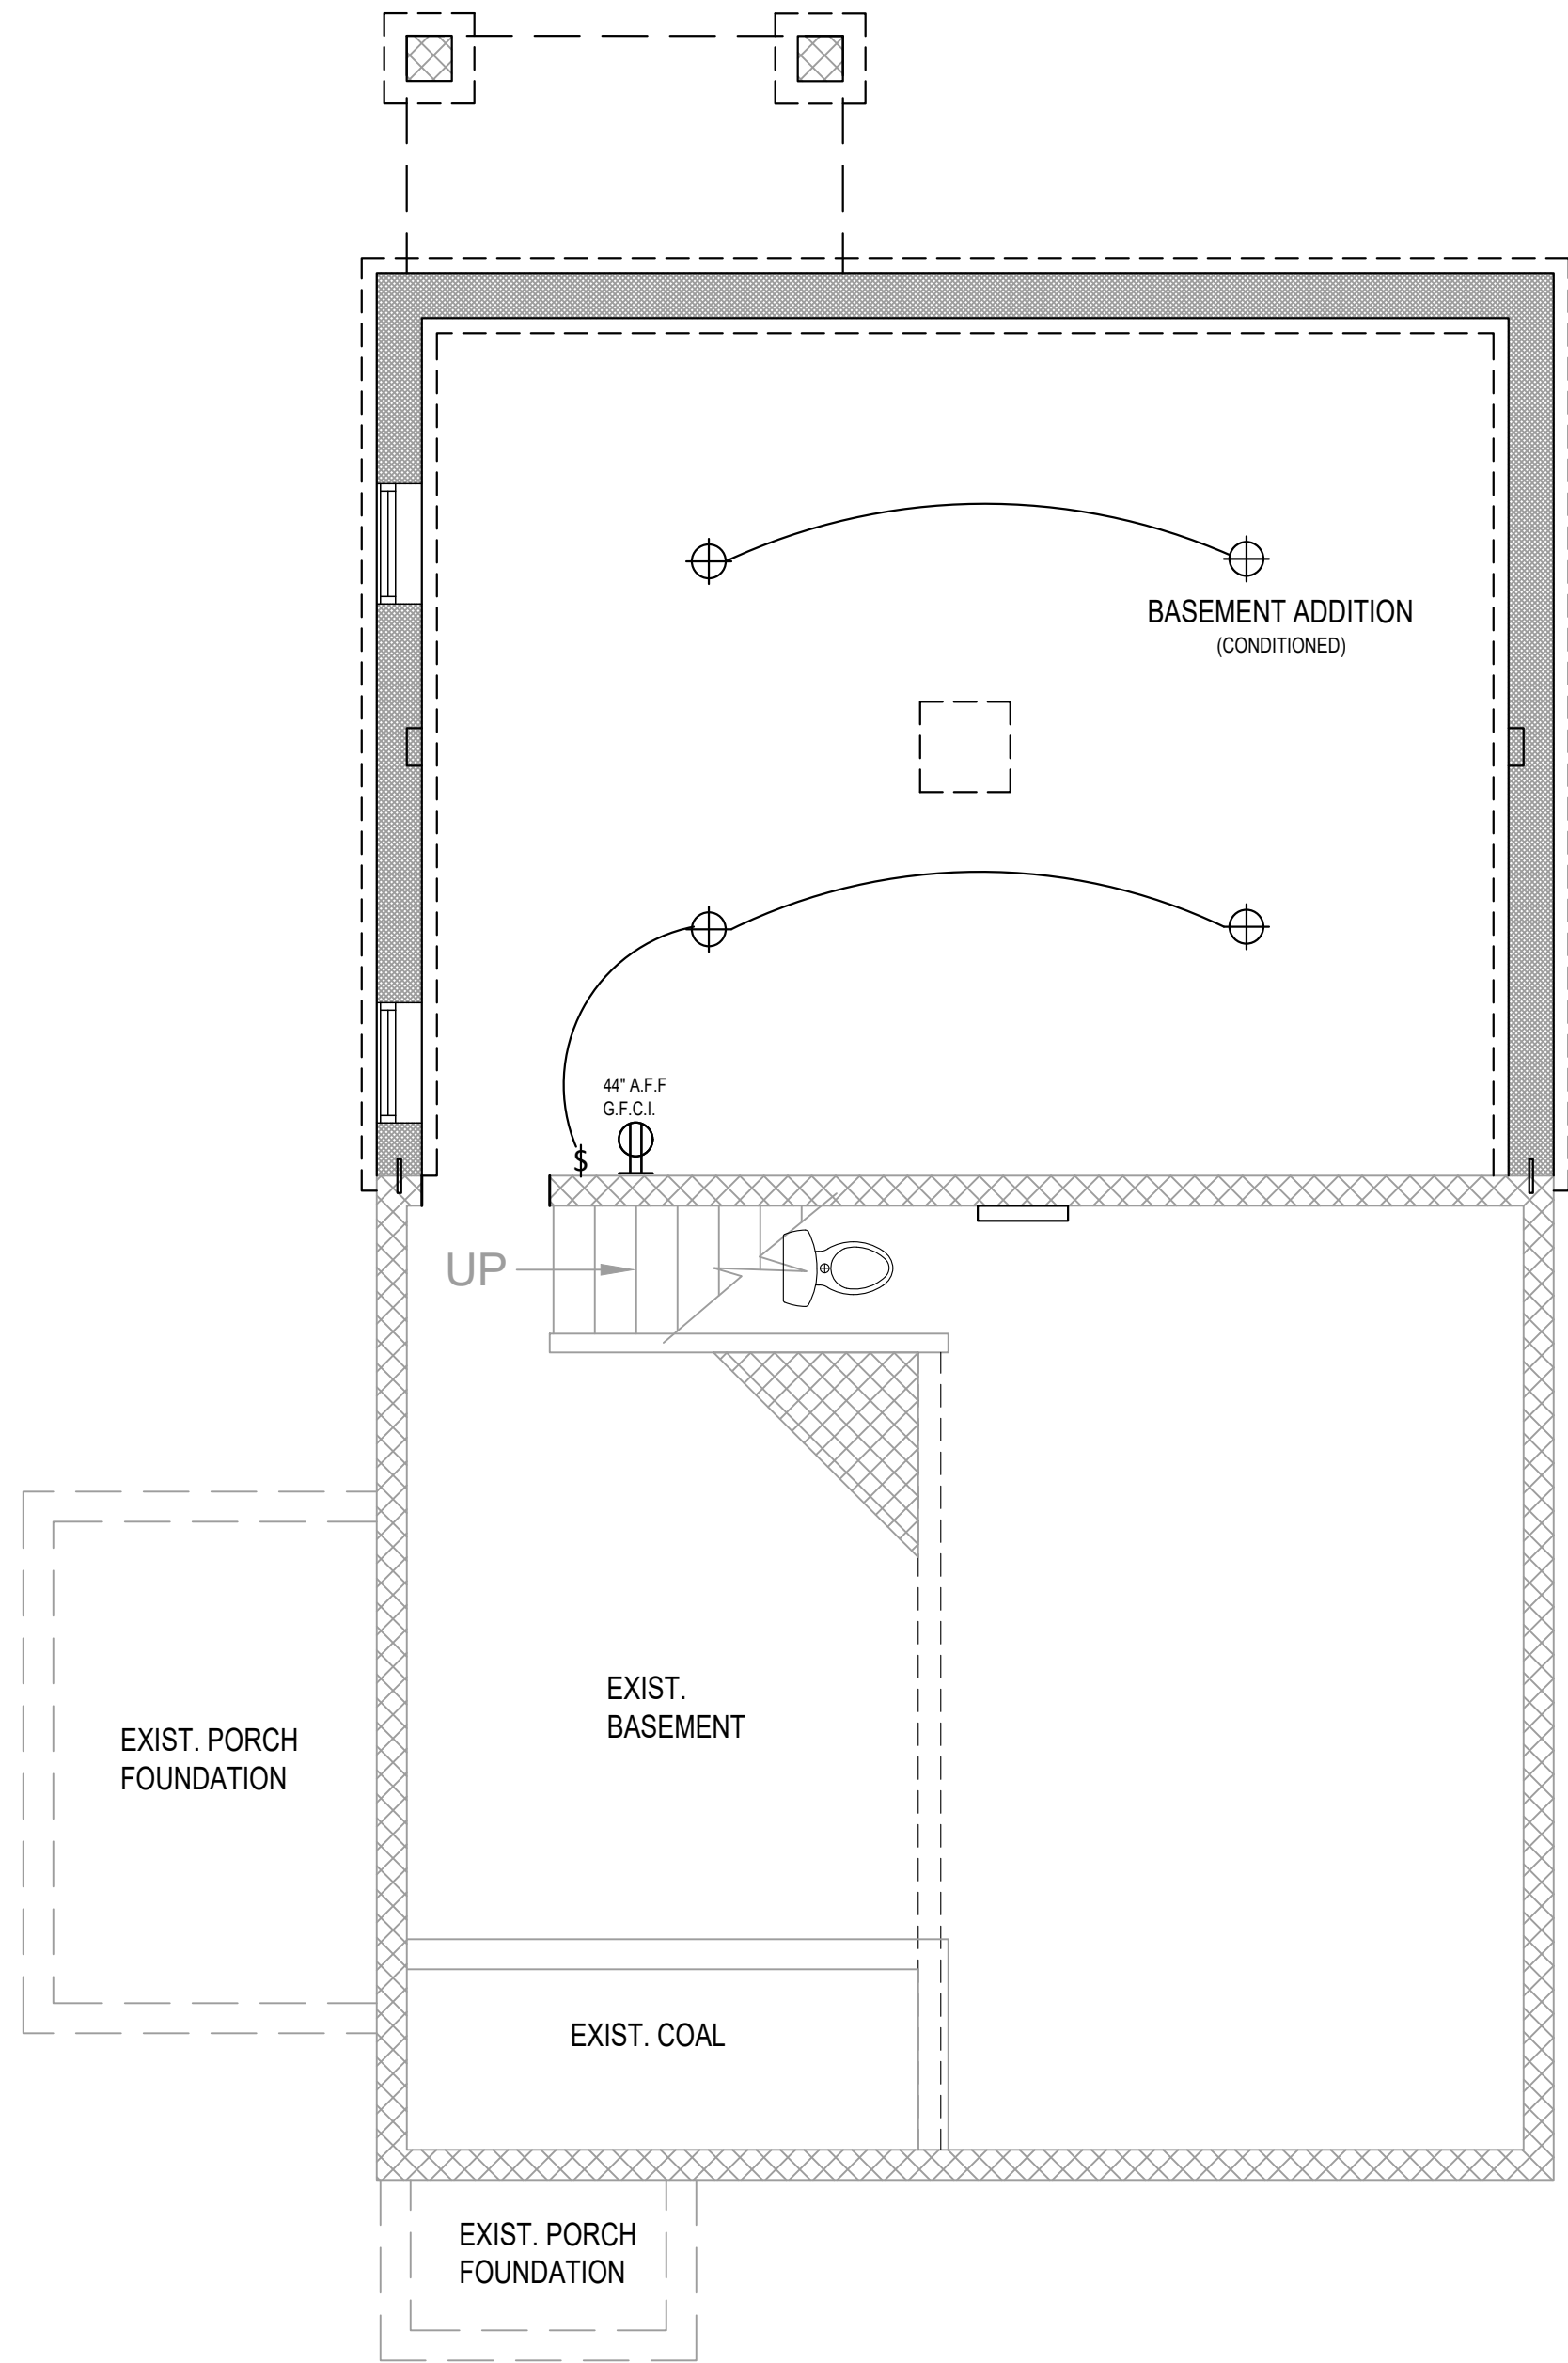 BASEMENT ADDITION
(CONDITIONED)
44" A.F.F
G.F.C.I.
$
UP
EXIST.
BASEMENT
EXIST. PORCH
FOUNDATION
EXIST. COAL
EXIST. PORCH
FOUNDATION